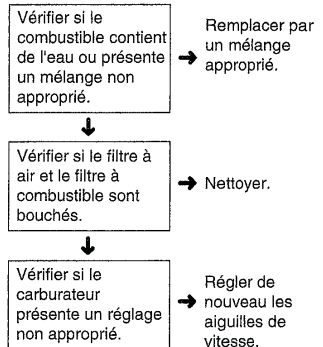 Vérifier si le
combustible contient
de l'eau ou présente
un mélange non
approprié.
Remplacer par
un mélange
approprié.
Vérifier si le filtre à
air et le filtre à
combustible sont
bouchés.
Nettoyer.
Vérifier si le
carburateur
présente un réglage
non approprié.
Régler de
nouveau les
aiguilles de
vitesse.